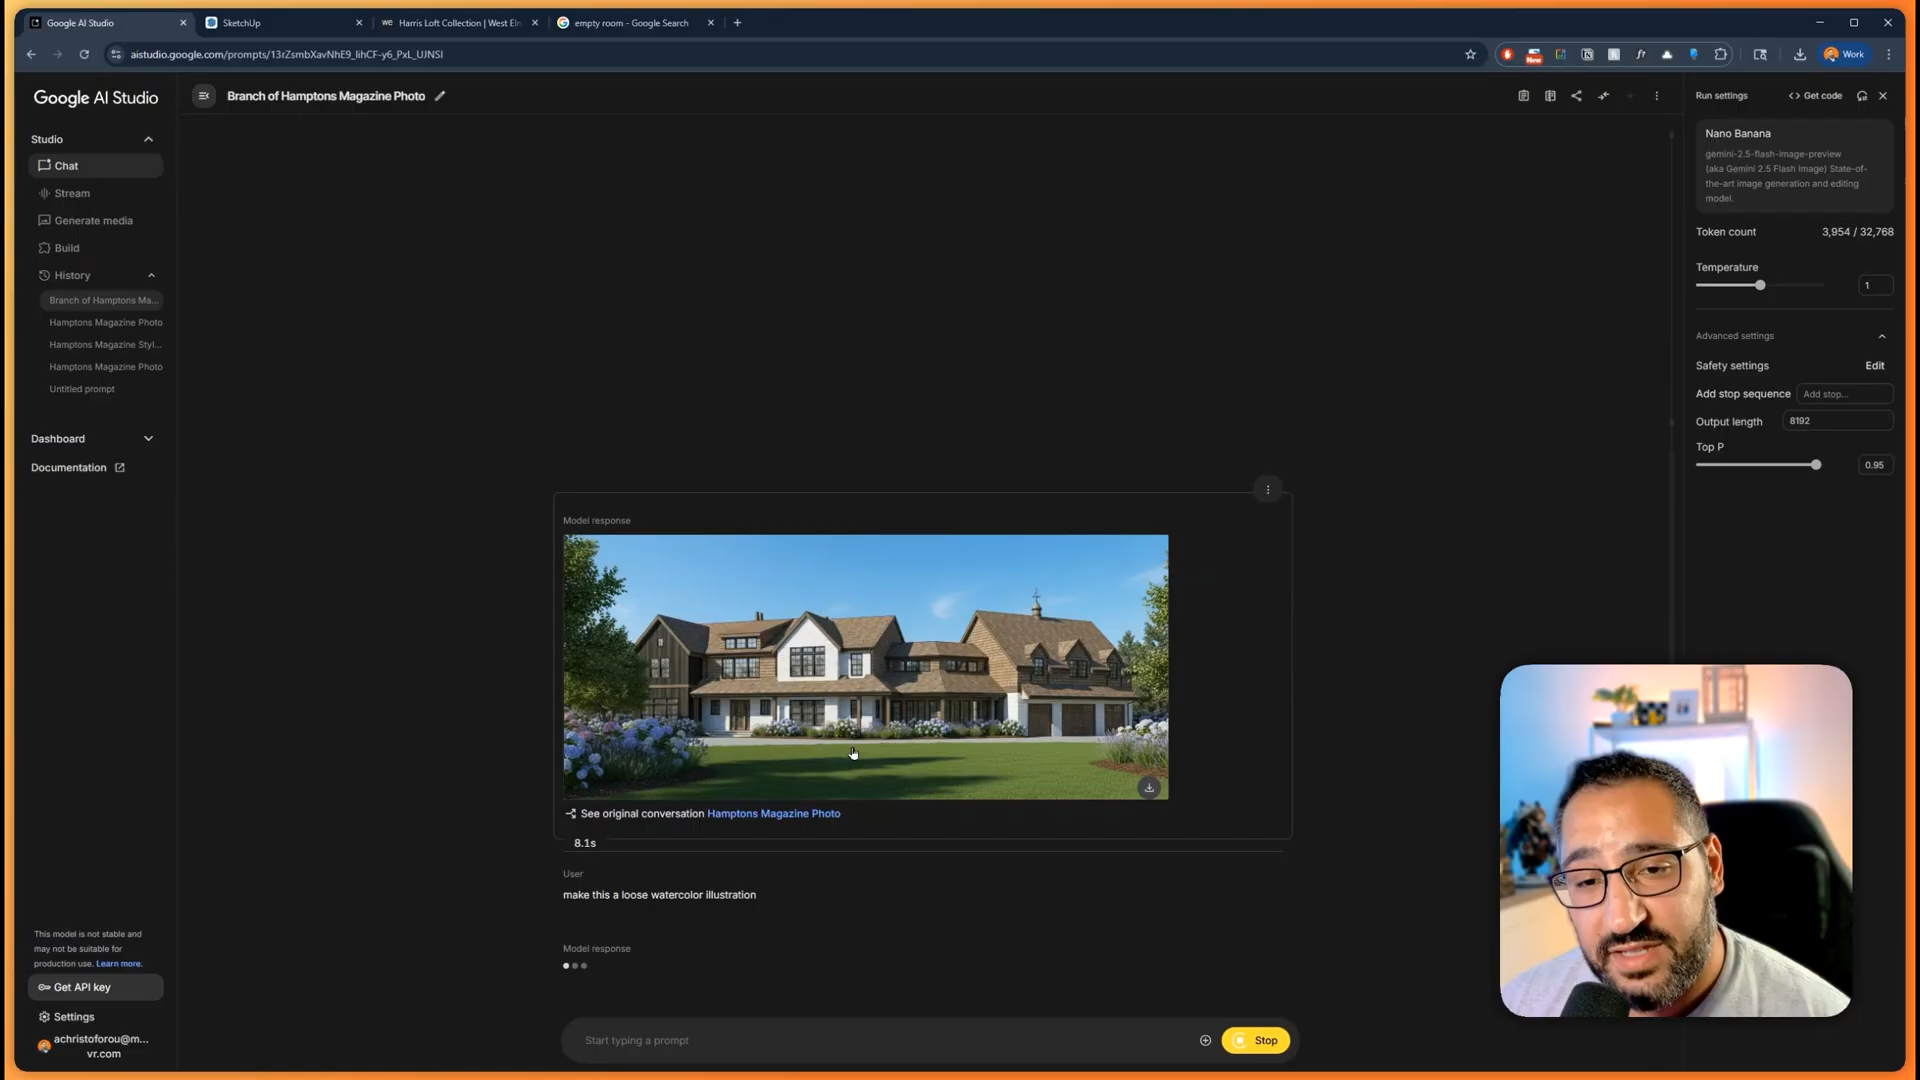 Google AI Studio
SketchUp
Harris Loft Collection | West Elm
empty room - Google Search
aistudio.google.com/prompts/13rZsmbXavNhE9_IihCF-y6_PxL_UJNSI
New
Work
Google AI Studio
Branch of Hamptons Magazine Photo
Run settings
Get code
Studio
Chat
Stream
Generate media
Build
History
Branch of Hamptons Ma...
Hamptons Magazine Photo
Hamptons Magazine Styl...
Hamptons Magazine Photo
Untitled prompt
Dashboard
Documentation
Nano Banana
gemini-2.5-flash-image-preview
(aka Gemini 2.5 Flash Image) State-of-
the-art image generation and editing
model.
Token count 3,954 / 32,768
Temperature
1
Advanced settings
Safety settings Edit
Add stop sequence Add stop...
Output length 8192
Top P
0.95
Model response
See original conversation Hamptons Magazine Photo
8.1s
User
make this a loose watercolor illustration
Model response
Start typing a prompt
Stop
This model is not stable and
may not be suitable for
production use. Learn more.
Get API key
Settings
achristoforou@m...
vr.com